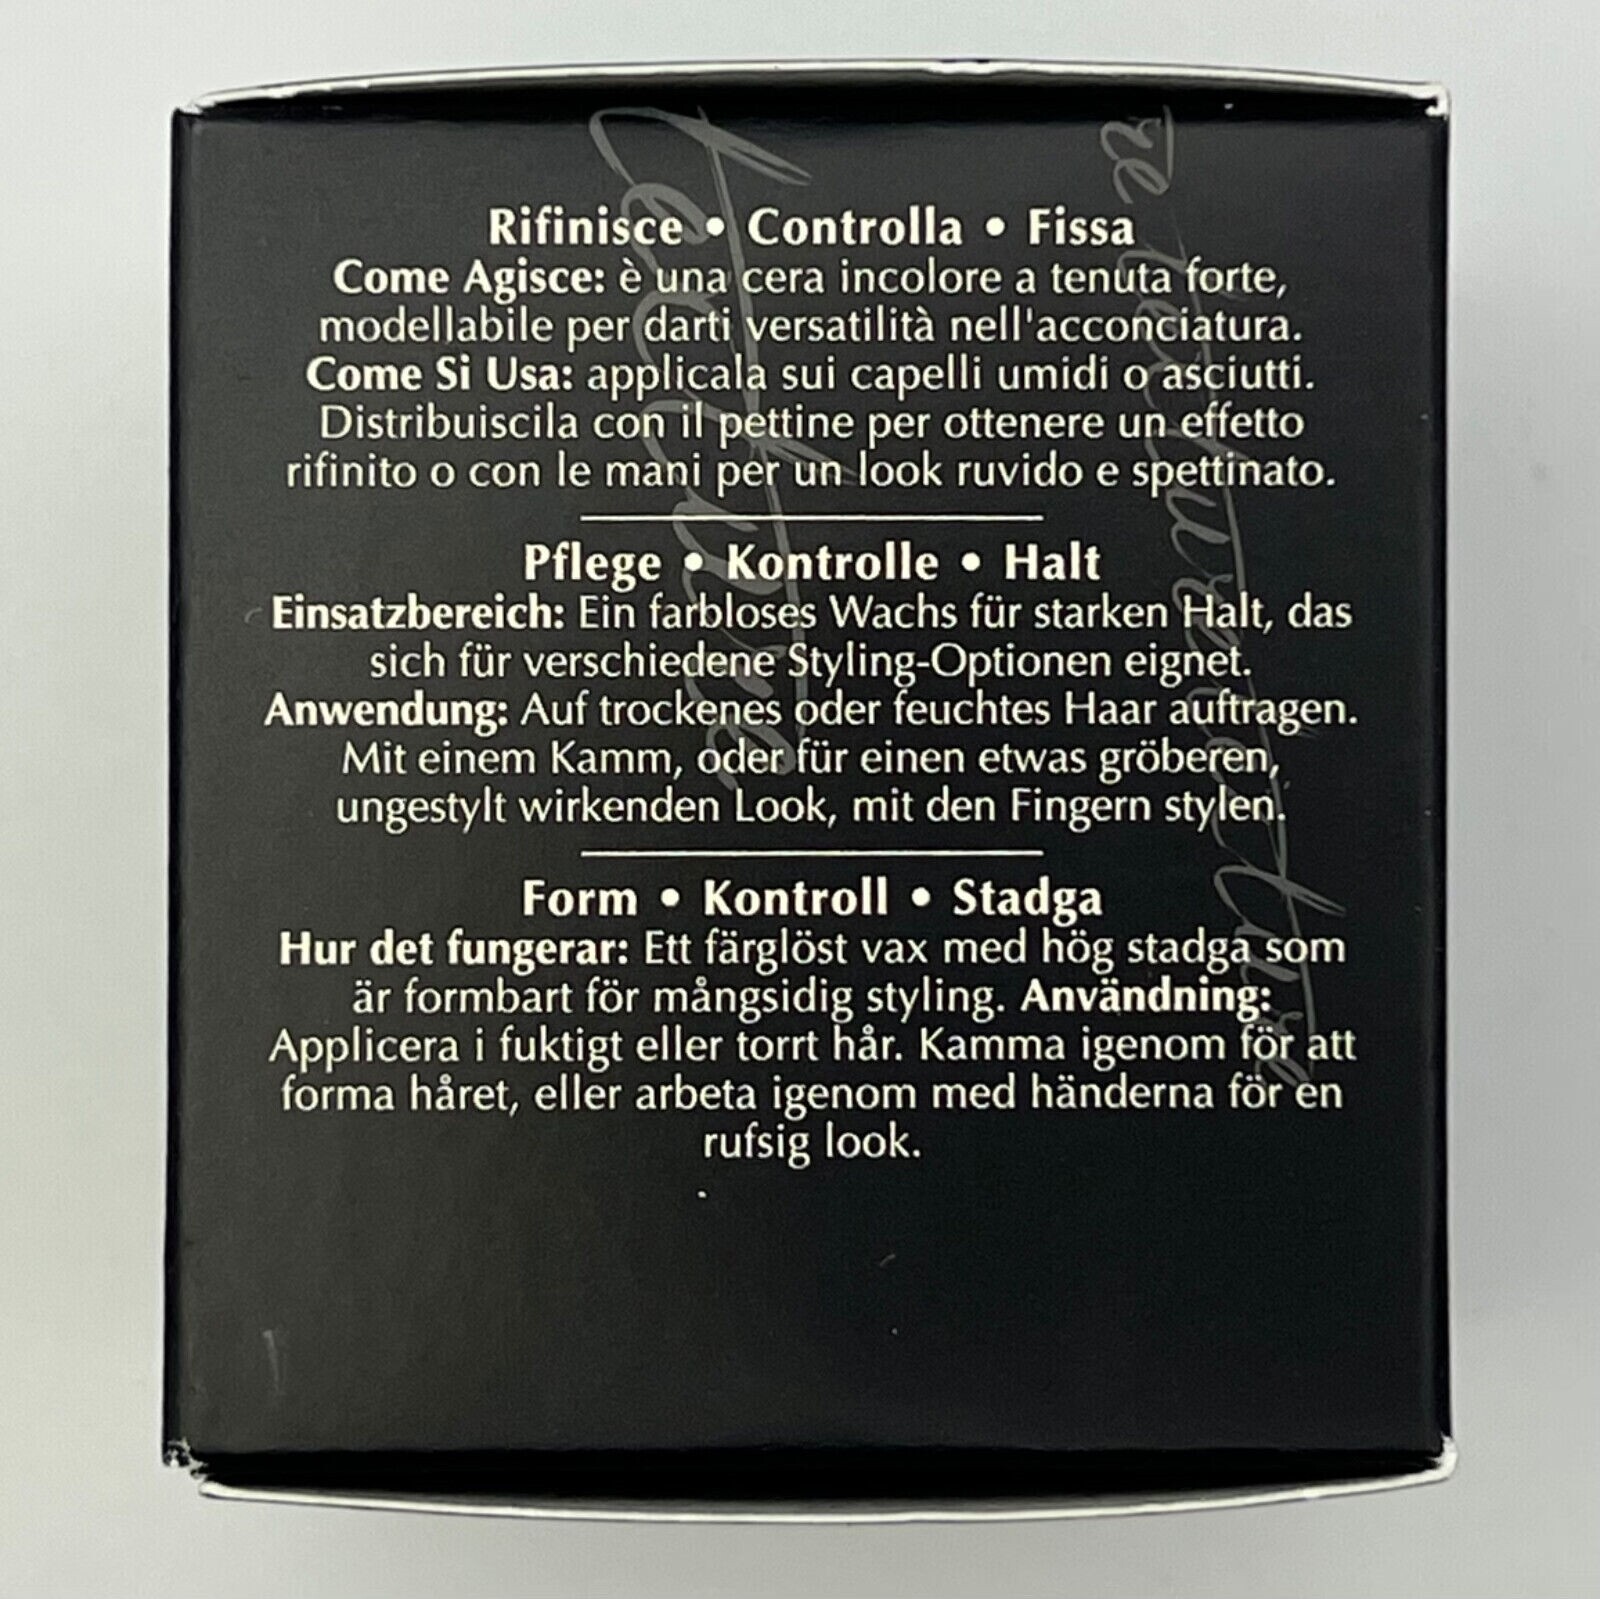 Rifinisce • Controlla • Fissa
Come Agisce: è una cera incolore a tenuta forte,
modellabile per darti versatilità nell'acconciatura.
Come Si Usa: applicala sui capelli umidi o asciutti.
Distribuiscila con il pettine per ottenere un effetto
rifinito o con le mani per un look ruvido e spettinato.
Pflege • Kontrolle • Halt
Einsatzbereich: Ein farbloses Wachs für starken Halt, das
sich für verschiedene Styling-Optionen eignet.
Anwendung: Auf trockenes oder feuchtes Haar auftragen.
Mit einem Kamm, oder für einen etwas gröberen,
ungestylt wirkenden Look, mit den Fingern stylen.
Form • Kontroll • Stadga
Hur det fungerar: Ett färglöst vax med hög stadga som
är formbart för mångsidig styling. Användning:
Applicera i fuktigt eller torrt hår. Kamma igenom för att
forma håret, eller arbeta igenom med händerna för en
rufsig look.